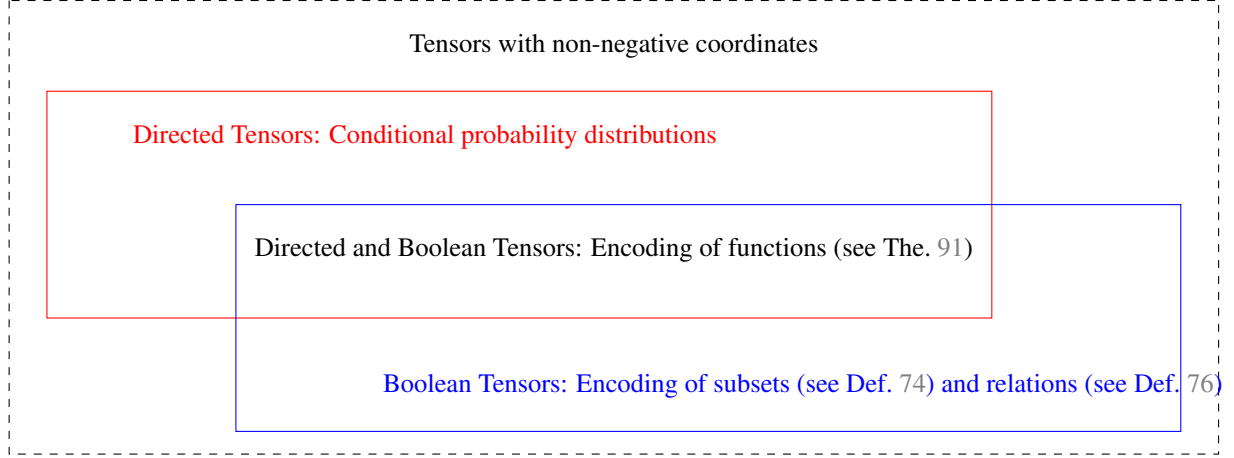 Tensors with non-negative coordinates
Directed Tensors: Conditional probability distributions
Directed and Boolean Tensors: Encoding of functions (see The. 91)
Boolean Tensors: Encoding of subsets (see Def. 74) and relations (see Def. 76)